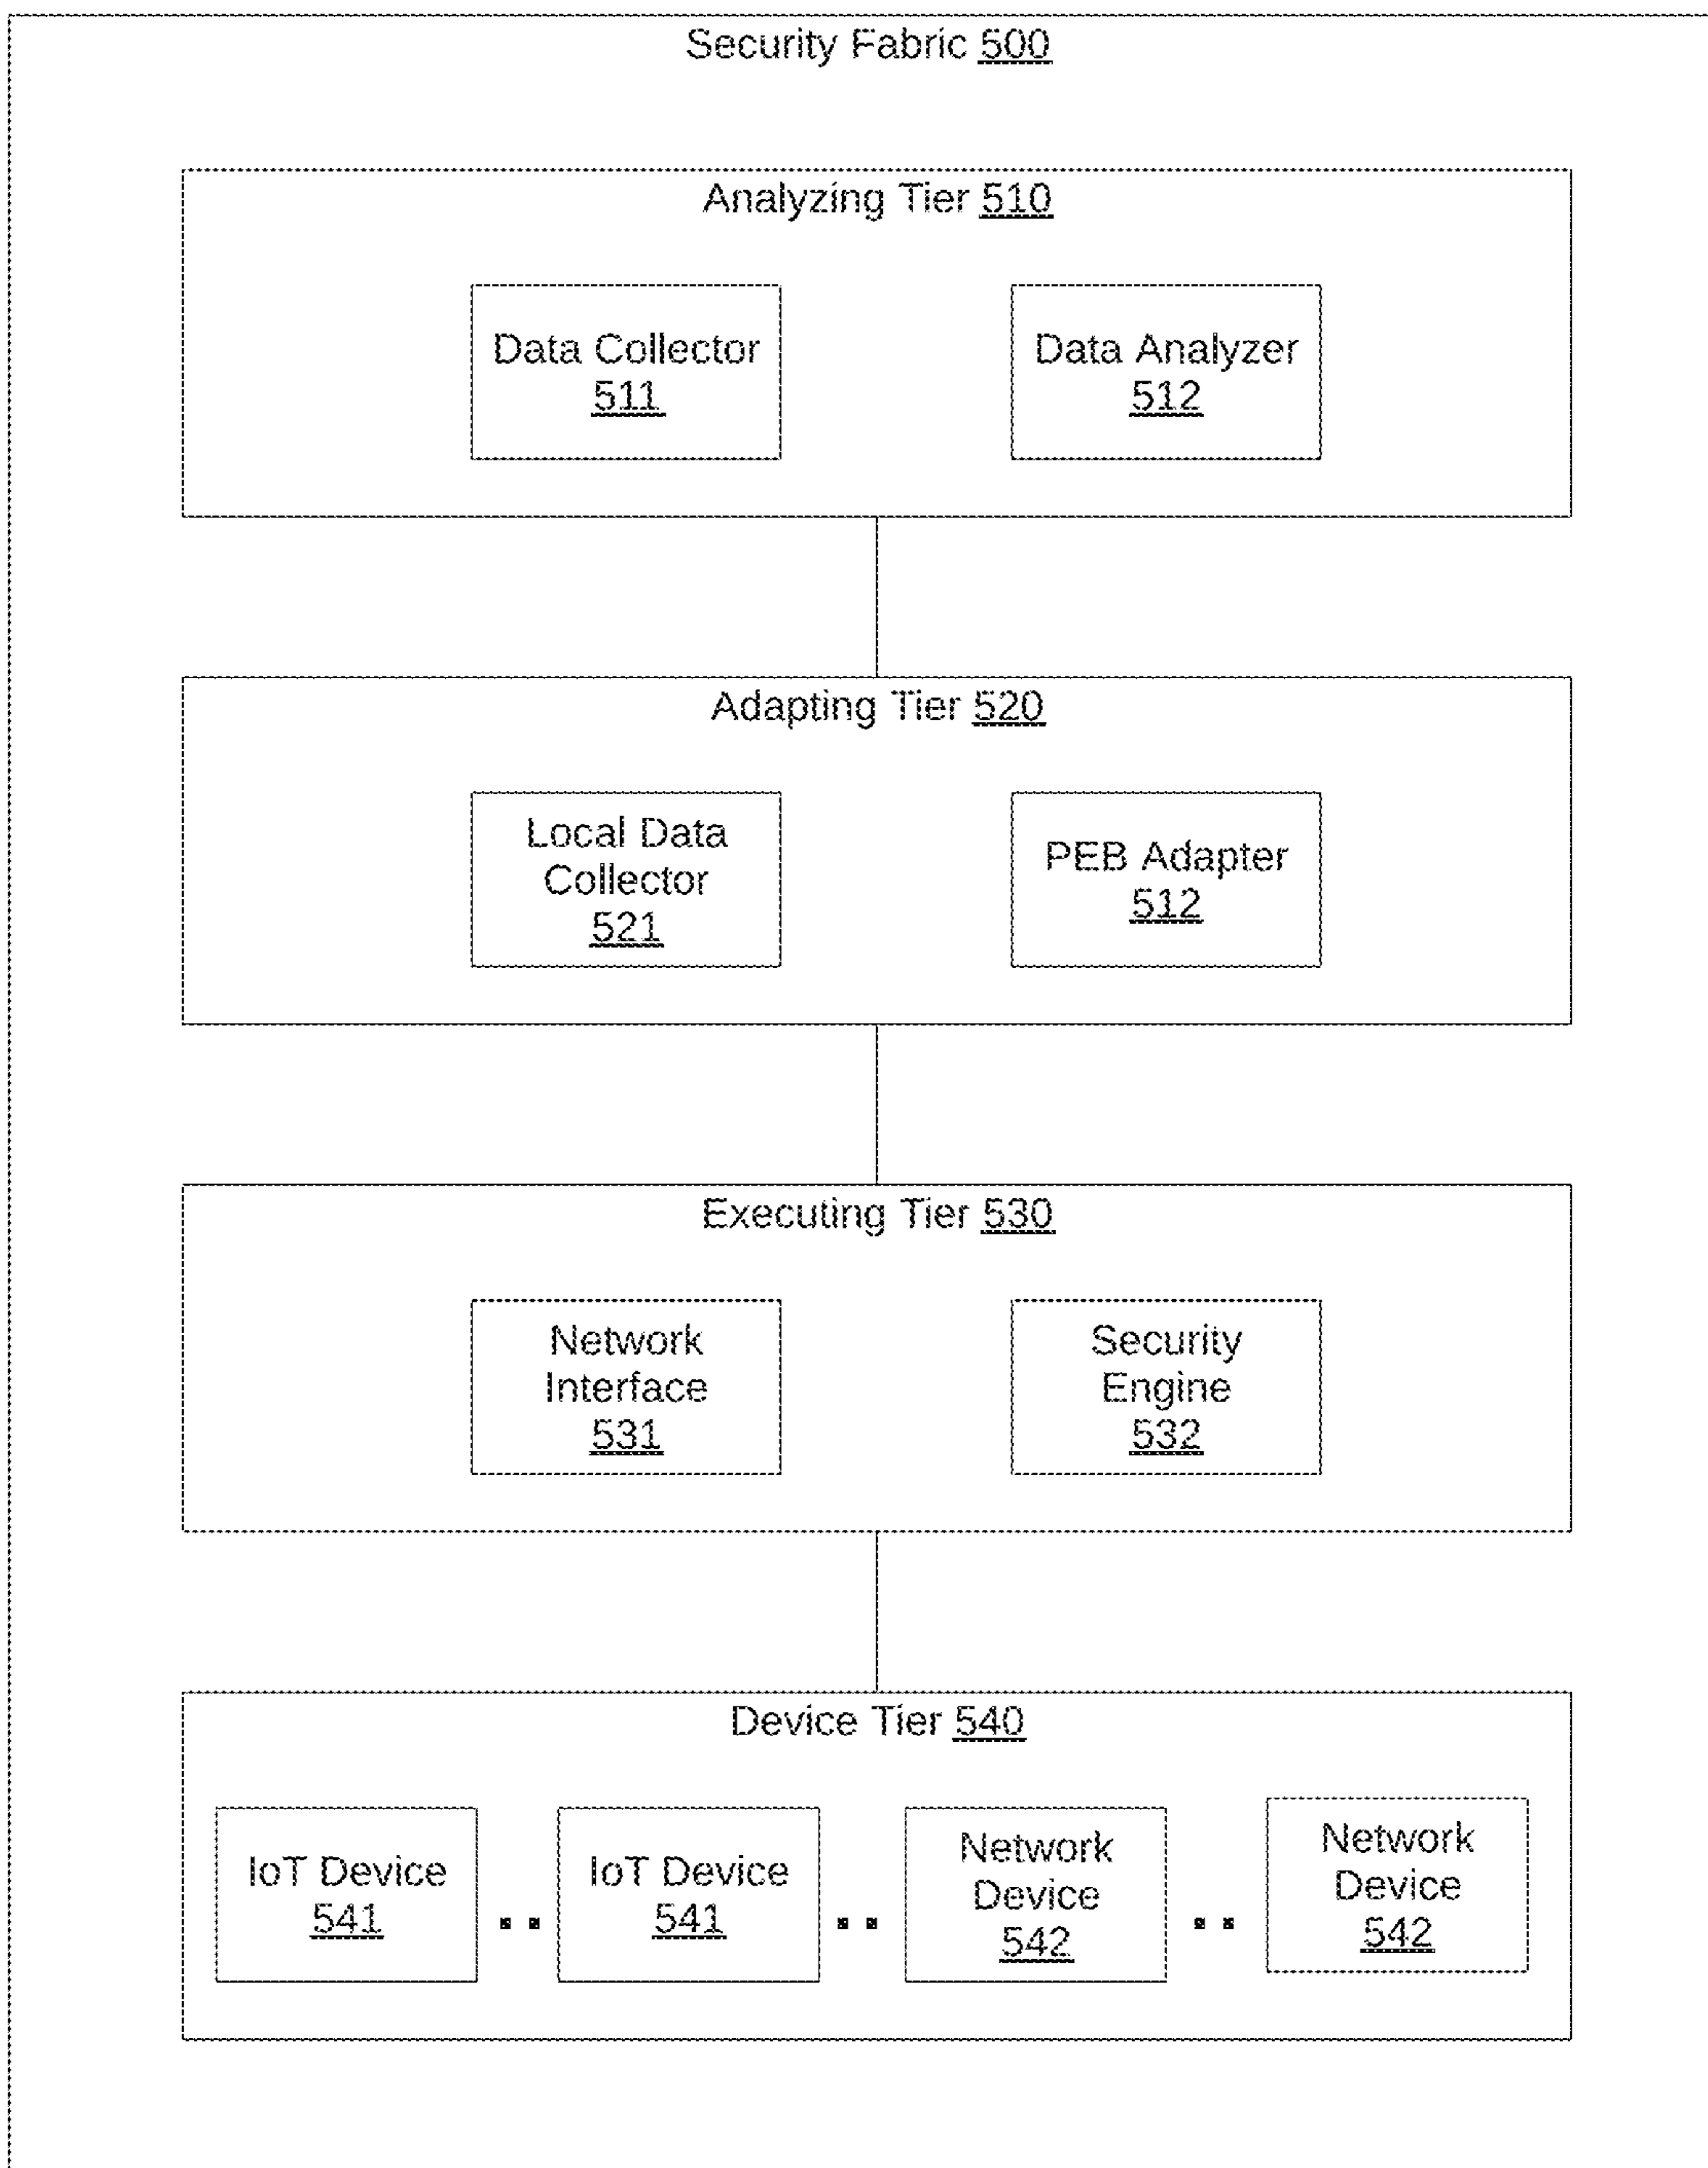 Security Fabric 500
Analyzing Tier 510
Data Collector
511
Data Analyzer
512
Adapting Tier 520
Local Data
Collector
521
PEB Adapter
512
Executing Tier 530
Network
Interface
531
Security
Engine
532
Device Tier 540
IoT Device
541
IoT Device
541
Network
Device
542
Network
Device
542